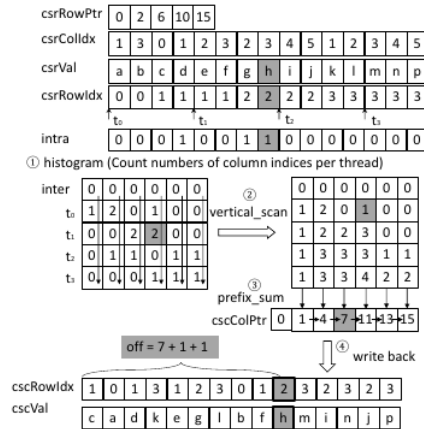 csrRowPtr 0 2 6 10 15
csrColIdx 1 3 0 1 2 3 2 3 4 5 1 2 3 4 5
csrVal a b c d e f g h i j k l m n p
csrRowIdx 0 0 1 1 1 1 2 2 2 2 3 3 3 3 3
t₀ t₁ t₂ t₃
intra 0 0 0 1 0 0 1 1 0 0 0 0 0 0 0
① histogram (Count numbers of column indices per thread)
inter 0 0 0 0 0 0
t₀ 1 2 0 1 0 0
t₁ 0 0 2 2 0 0
t₂ 0 1 1 0 1 1
t₃ 0 0 0 1 1 1
②
vertical_scan
0 0 0 0 0 0
1 2 0 1 0 0
1 2 2 3 0 0
1 3 3 3 1 1
1 3 3 4 2 2
③
prefix_sum
cscColPtr 0 1 4 7 11 13 15
off = 7 + 1 + 1
④ write back
cscRowIdx 1 0 1 3 1 2 3 0 1 2 3 2 3 2 3
cscVal c a d k e g l b f h m i n j p